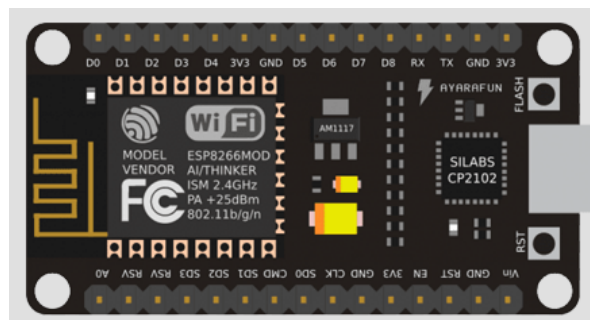 D0 D1 D2 D3 D4 3V3 GND D5 D6 D7 D8 RX TX GND 3V3
AYARAFUN
FLASH
WiFi
AM1117
MODEL
VENDOR
FC
ESP8266MOD
AI/THINKER
ISM 2.4GHz
PA +25dBm
802.11b/g/n
SILABS
CP2102
RST
A0 RSV RSV SD3 SD2 SD1 CMD SD0 CLK GND 3V3 EN RST GND Vin